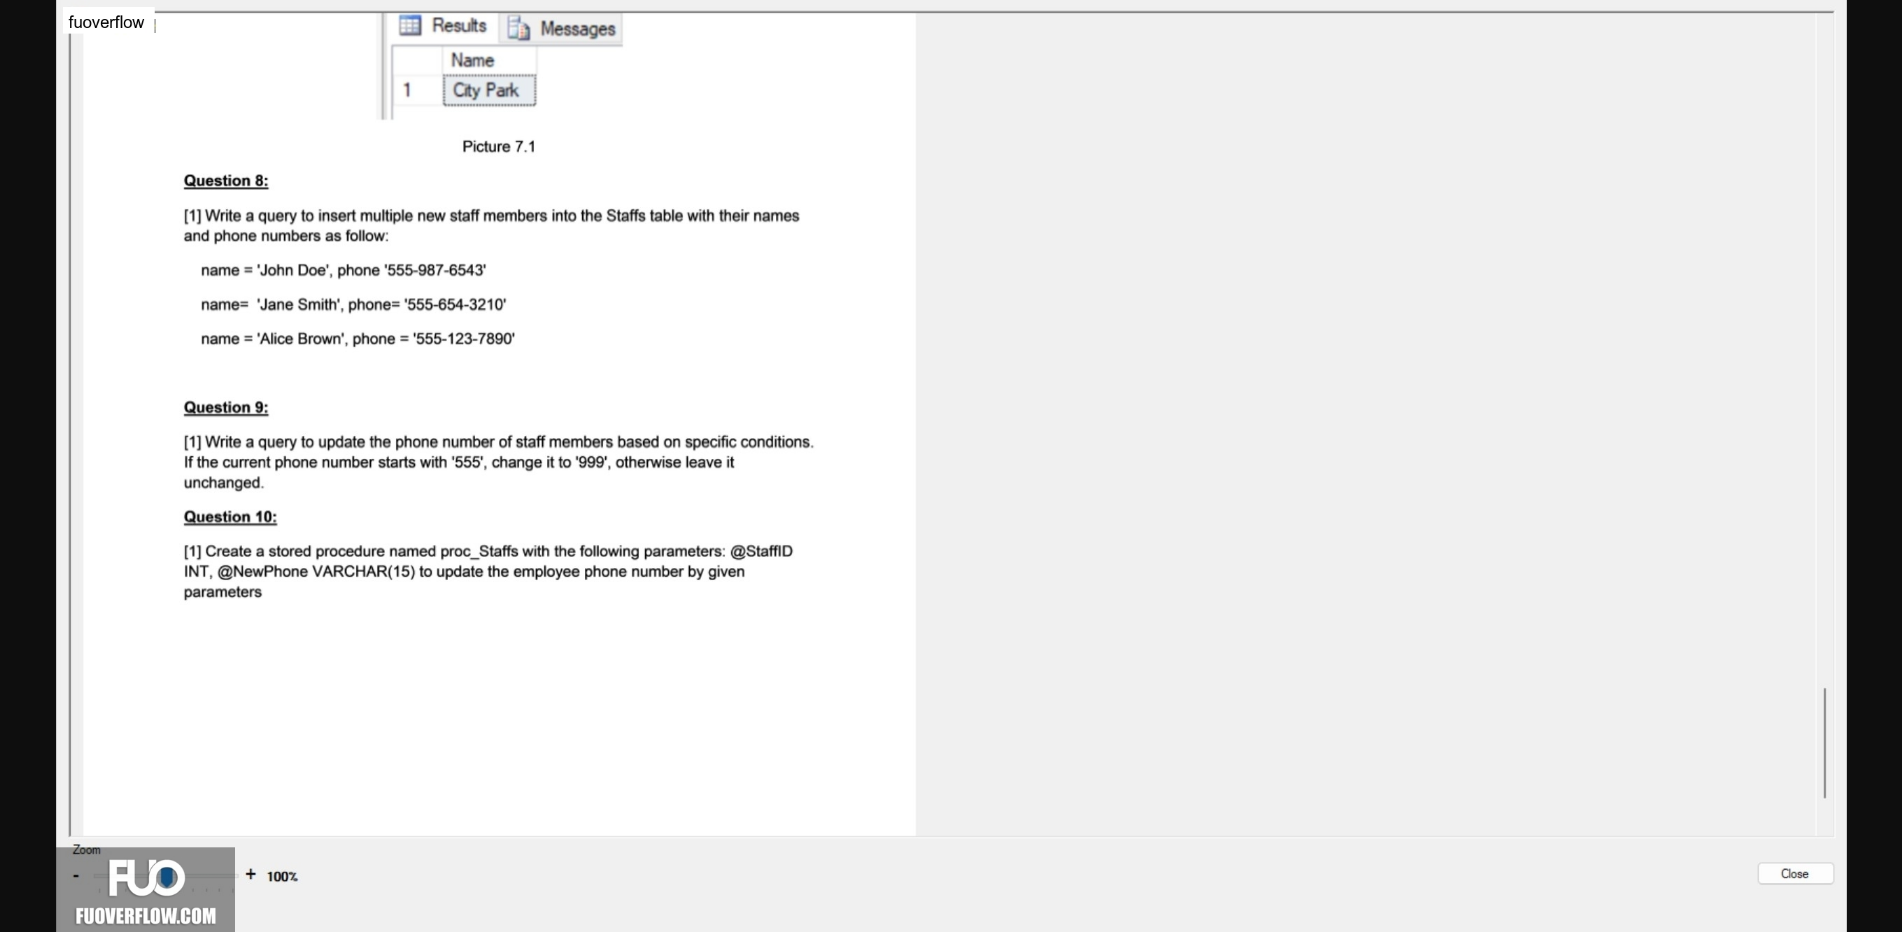 fuoverflow
Results Messages
Name
1 City Park
Picture 7.1
Question 8:
[1] Write a query to insert multiple new staff members into the Staffs table with their names
and phone numbers as follow:
name = 'John Doe', phone '555-987-6543'
name=  'Jane Smith', phone= '555-654-3210'
name = 'Alice Brown', phone = '555-123-7890'
Question 9:
[1] Write a query to update the phone number of staff members based on specific conditions.
If the current phone number starts with '555', change it to '999', otherwise leave it
unchanged.
Question 10:
[1] Create a stored procedure named proc_Staffs with the following parameters: @StaffID
INT, @NewPhone VARCHAR(15) to update the employee phone number by given
parameters
Zoom
- + 100%
Close
FUO
FUOVERFLOW.COM